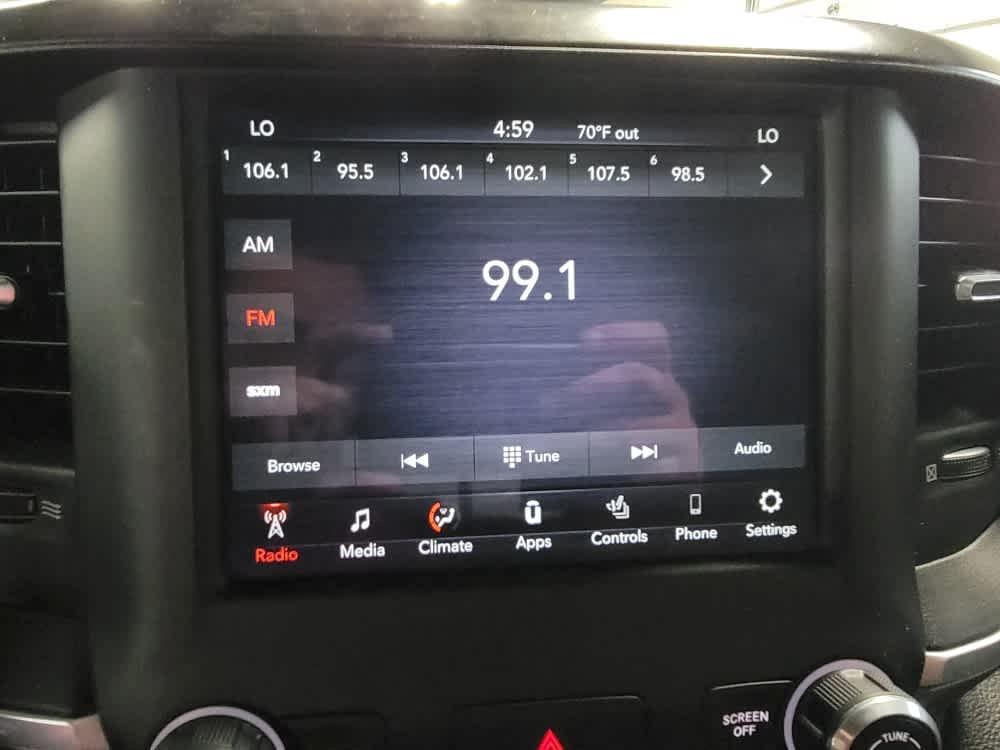 LO 4:59 70°F out LO
1 106.1 2 95.5 3 106.1 4 102.1 5 107.5 6 98.5
AM
99.1
FM
sxm
Browse Tune Audio
Radio Media Climate Apps Controls Phone Settings
SCREEN
OFF
TUNE